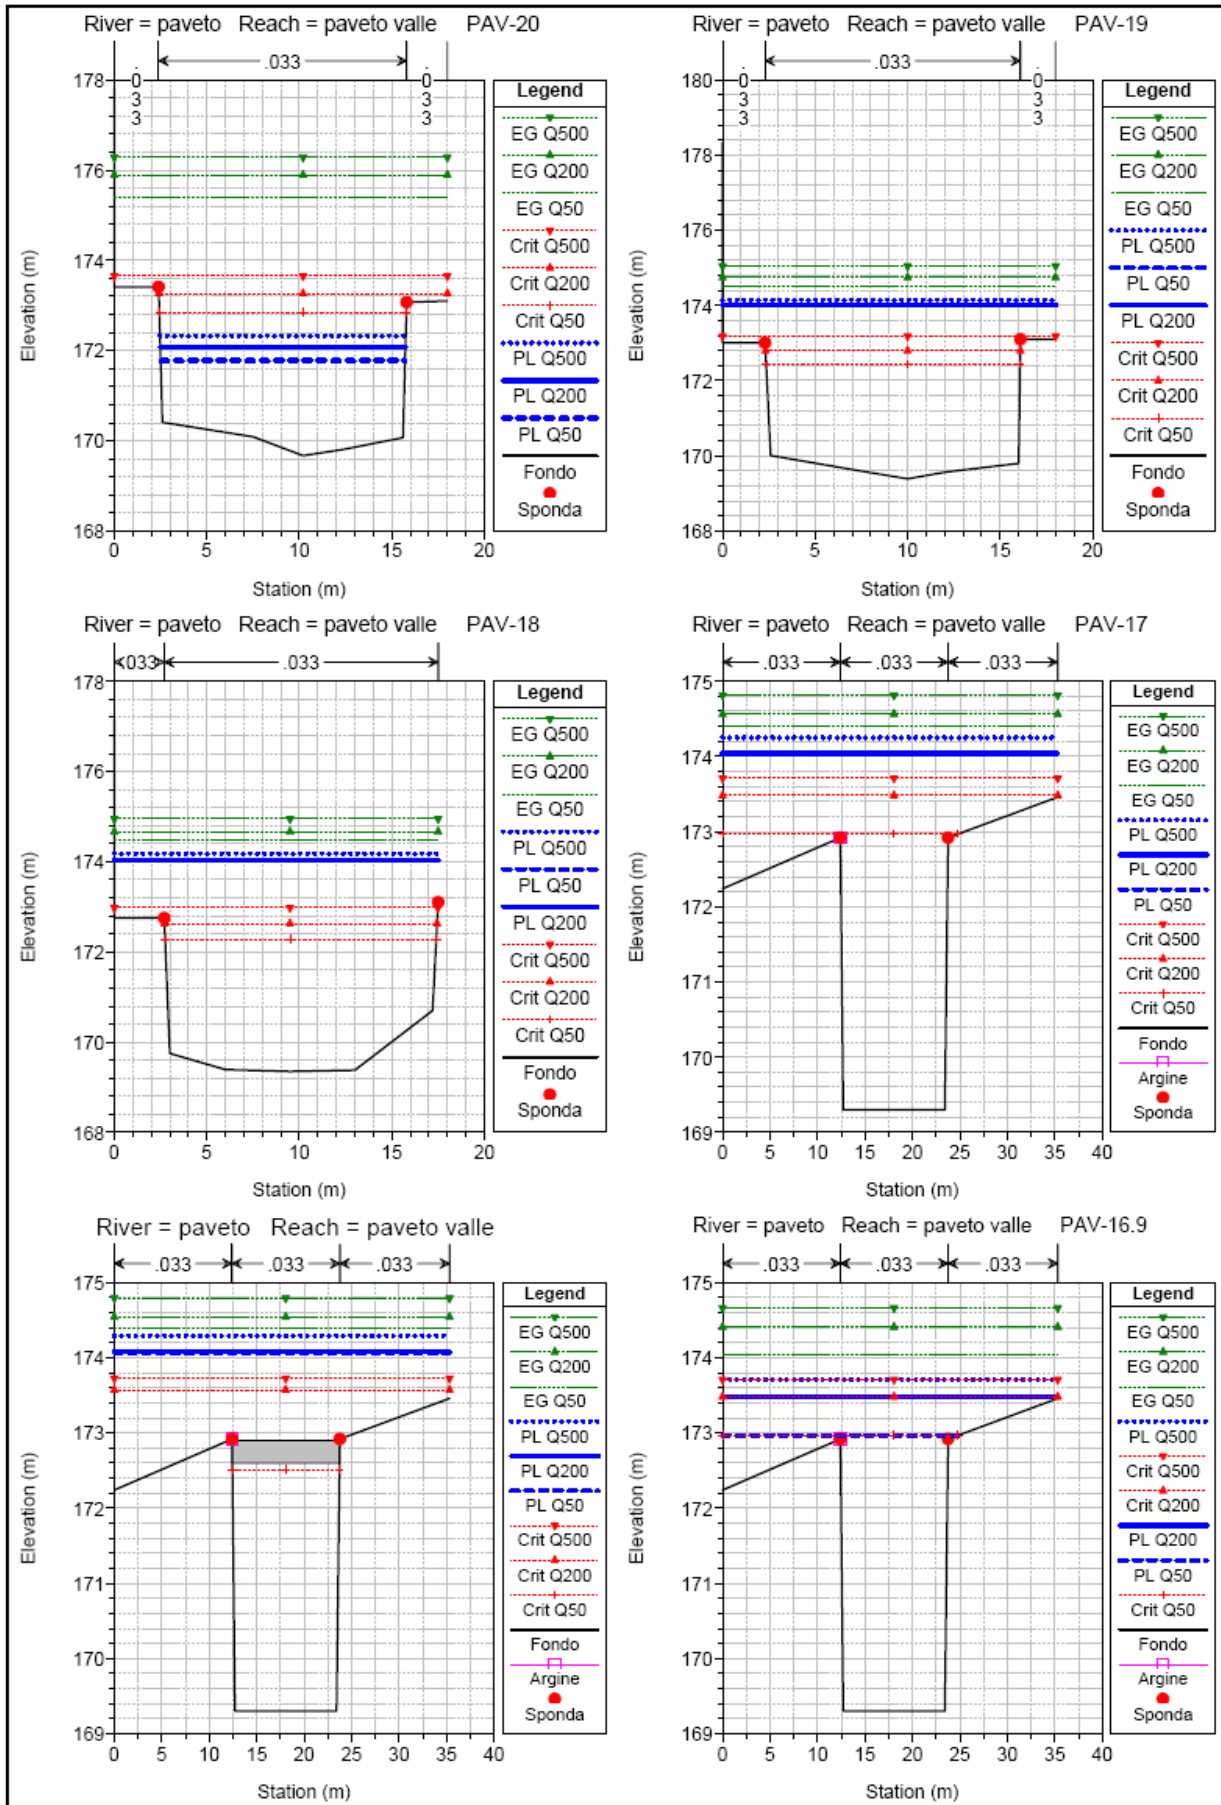 River = paveto Reach = paveto valle PAV-20
.033 .033 .033
Elevation (m)
178
176
174
172
170
168
0 5 10 15 20
Station (m)
Legend
EG Q500
EG Q200
EG Q50
Crit Q500
Crit Q200
Crit Q50
PL Q500
PL Q200
PL Q50
Fondo
Sponda
River = paveto Reach = paveto valle PAV-19
.033 .033 .033
Elevation (m)
180
178
176
174
172
170
168
0 5 10 15 20
Station (m)
Legend
EG Q500
EG Q200
EG Q50
PL Q500
PL Q50
PL Q200
Crit Q500
Crit Q200
Crit Q50
Fondo
Sponda
River = paveto Reach = paveto valle PAV-18
.033 .033
Elevation (m)
178
176
174
172
170
168
0 5 10 15 20
Station (m)
Legend
EG Q500
EG Q200
EG Q50
PL Q500
PL Q50
PL Q200
Crit Q500
Crit Q200
Crit Q50
Fondo
Sponda
River = paveto Reach = paveto valle PAV-17
.033 .033 .033
Elevation (m)
175
174
173
172
171
170
169
0 5 10 15 20 25 30 35 40
Station (m)
Legend
EG Q500
EG Q200
EG Q50
PL Q500
PL Q200
PL Q50
Crit Q500
Crit Q200
Crit Q50
Fondo
Argine
Sponda
River = paveto Reach = paveto valle
.033 .033 .033
Elevation (m)
175
174
173
172
171
170
169
0 5 10 15 20 25 30 35 40
Station (m)
Legend
EG Q500
EG Q200
EG Q50
PL Q500
PL Q200
PL Q50
Crit Q500
Crit Q200
Crit Q50
Fondo
Argine
Sponda
River = paveto Reach = paveto valle PAV-16.9
.033 .033 .033
Elevation (m)
175
174
173
172
171
170
169
0 5 10 15 20 25 30 35 40
Station (m)
Legend
EG Q500
EG Q200
EG Q50
PL Q500
Crit Q500
Crit Q200
PL Q200
PL Q50
Crit Q50
Fondo
Argine
Sponda